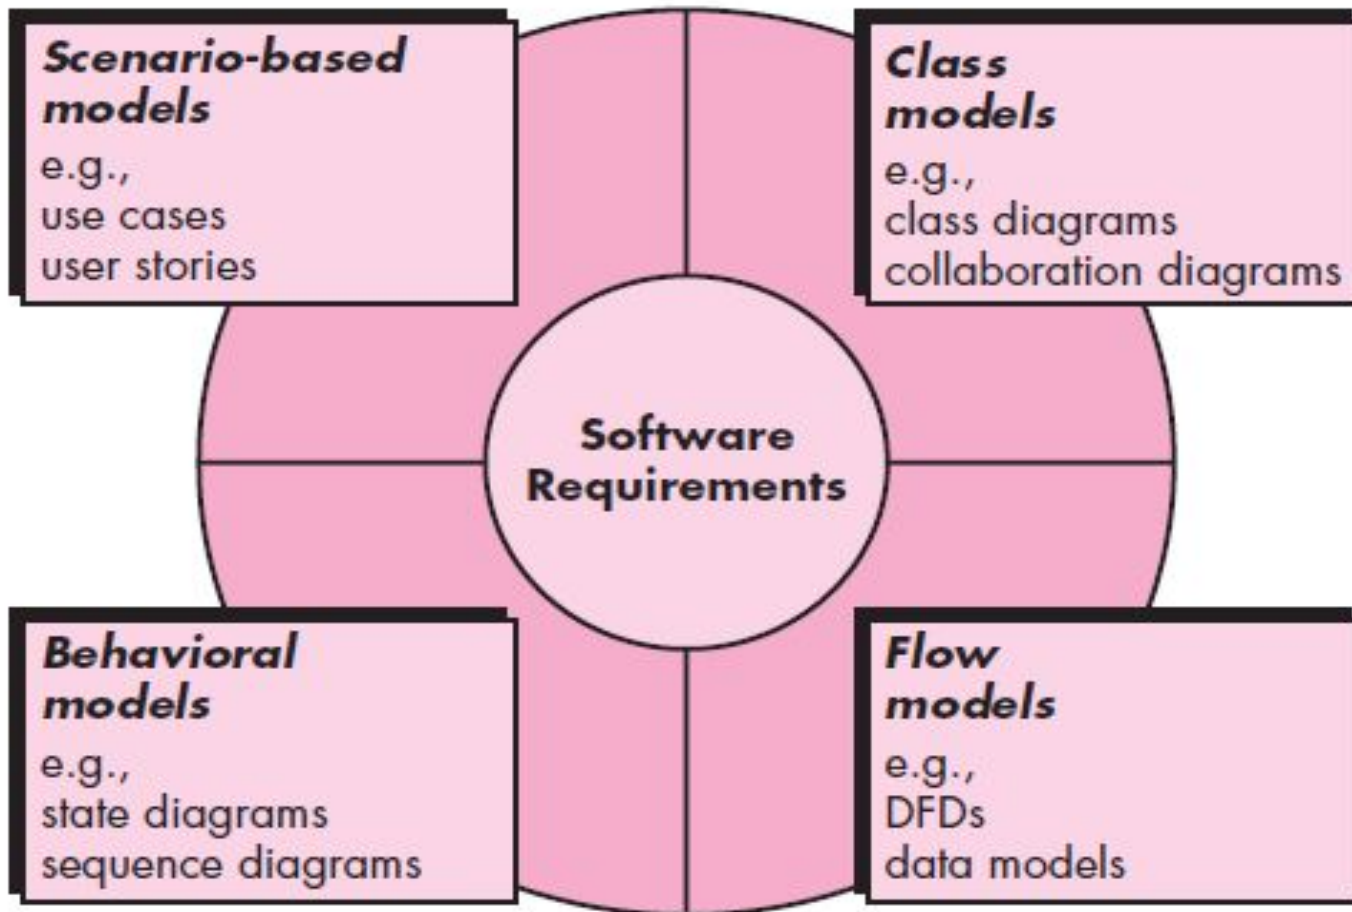 Scenario-based
models
e.g.,
use cases
user stories
Class
models
e.g.,
class diagrams
collaboration diagrams
Software
Requirements
Behavioral
models
e.g.,
state diagrams
sequence diagrams
Flow
models
e.g.,
DFDs
data models